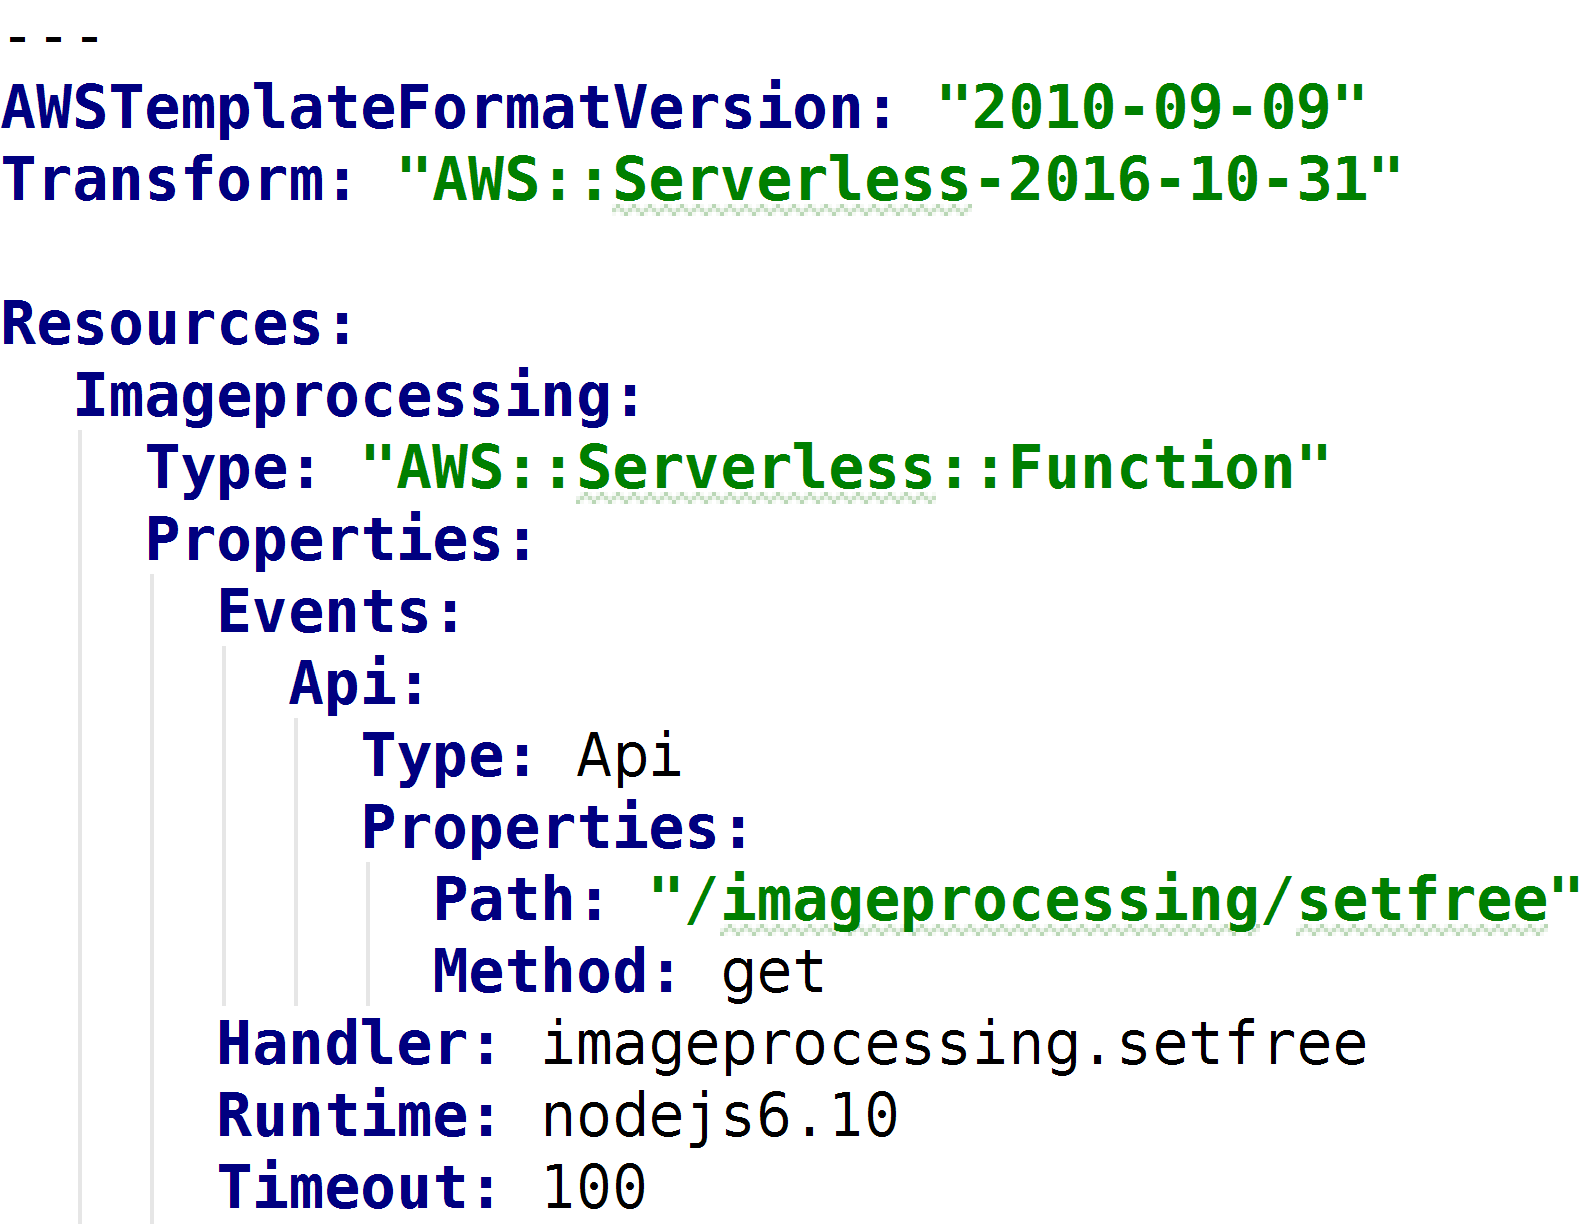 ---
AWSTemplateFormatVersion: "2010-09-09"
Transform: "AWS::Serverless-2016-10-31"

Resources:
  Imageprocessing:
    Type: "AWS::Serverless::Function"
    Properties:
      Events:
        Api:
          Type: Api
          Properties:
            Path: "/imageprocessing/setfree"
            Method: get
      Handler: imageprocessing.setfree
      Runtime: nodejs6.10
      Timeout: 100